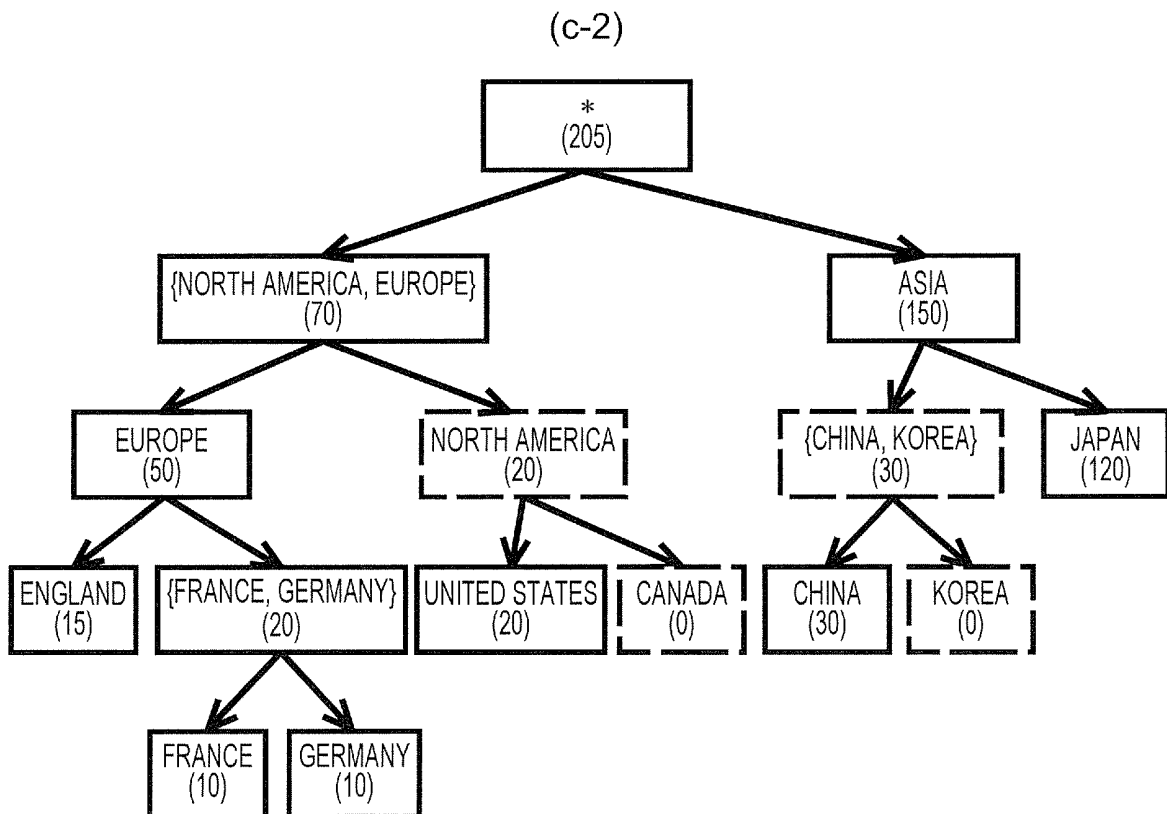 (c-2)
*
(205)
{NORTH AMERICA, EUROPE}
(70)
ASIA
(150)
EUROPE
(50)
NORTH AMERICA
(20)
{CHINA, KOREA}
(30)
JAPAN
(120)
ENGLAND
(15)
{FRANCE, GERMANY}
(20)
UNITED STATES
(20)
CANADA
(0)
CHINA
(30)
KOREA
(0)
FRANCE
(10)
GERMANY
(10)